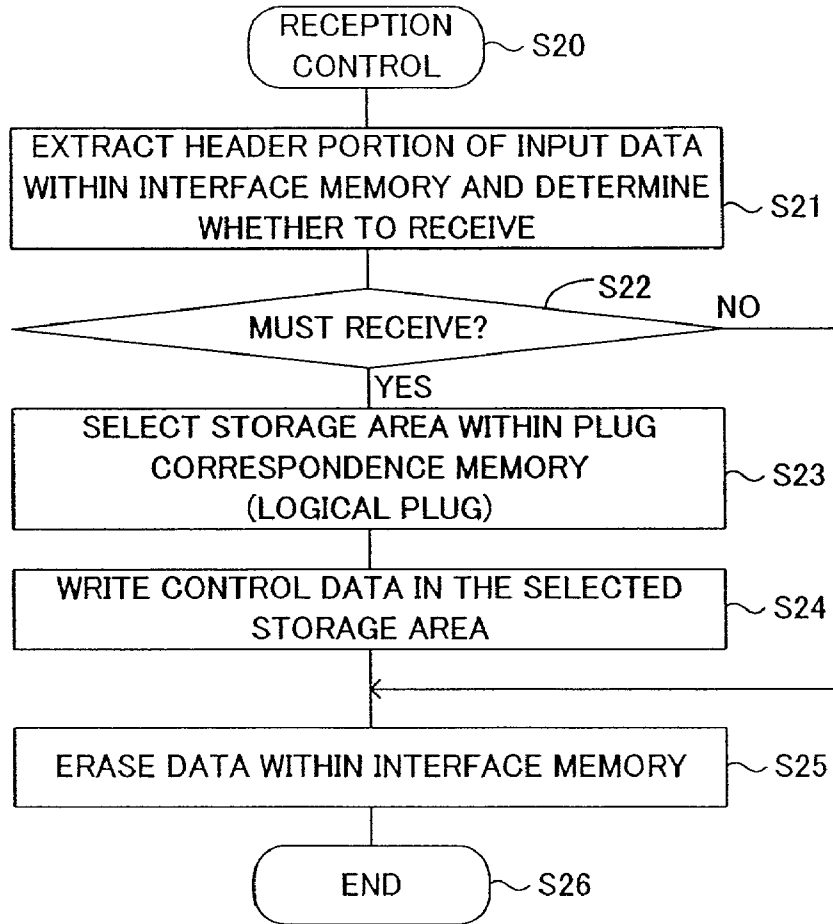 RECEPTION
CONTROL
S20
EXTRACT HEADER PORTION OF INPUT DATA
WITHIN INTERFACE MEMORY AND DETERMINE
WHETHER TO RECEIVE
S21
S22
MUST RECEIVE?
NO
YES
SELECT STORAGE AREA WITHIN PLUG
CORRESPONDENCE MEMORY
(LOGICAL PLUG)
S23
WRITE CONTROL DATA IN THE SELECTED
STORAGE AREA
S24
ERASE DATA WITHIN INTERFACE MEMORY
S25
END
S26